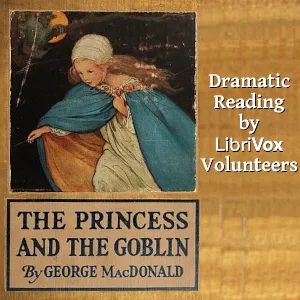 Dramatic
Reading
by
LibriVox
Volunteers
THE PRINCESS
AND THE GOBLIN
By GEORGE MACDONALD